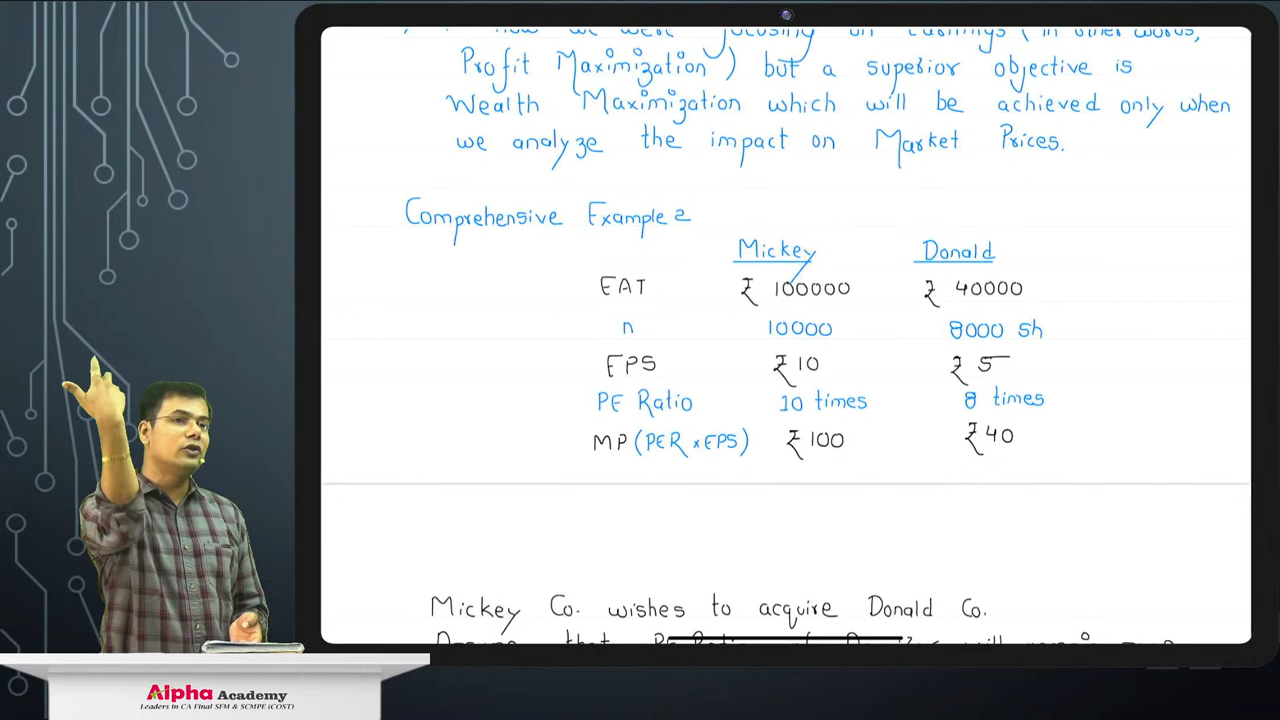 Profit Maximization) but a superior objective is
Wealth Maximization which will be achieved only when
we analyze the impact on Market Prices.
Comprehensive Example 2
Mickey Donald
EAT ₹ 100000 ₹ 40000
n 10000 8000 sh
EPS ₹10 ₹ 5
PE Ratio 10 times 8 times
MP (PER × EPS) ₹100 ₹40
Mickey Co. wishes to acquire Donald Co.
Alpha Academy
Leaders in CA Final SFM & SCMPE (COST)